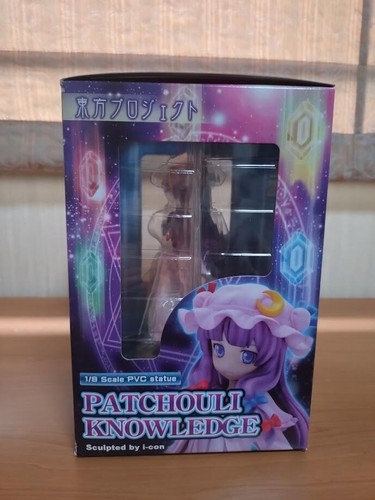 東方プロジェクト
1/8 Scale PVC statue
PATCHOULI
KNOWLEDGE
Sculpted by i-con